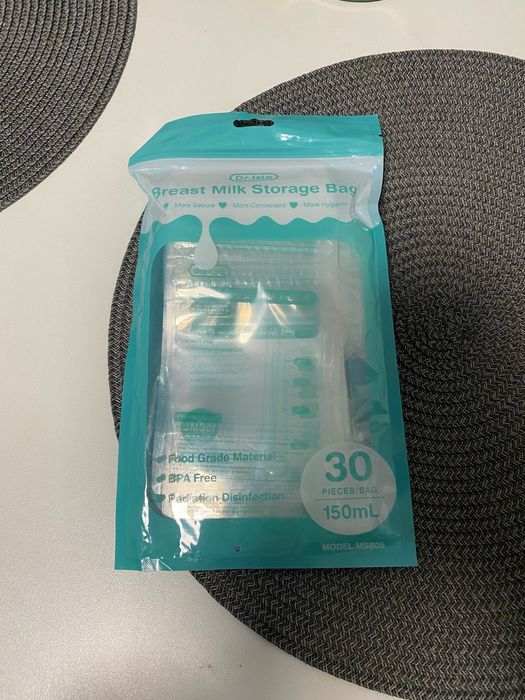 Dr.Isla
Breast Milk Storage Bag
More Secure More Convenient More Hygienic
150ML
Food Grade Material
BPA Free
Radiation Disinfection
30
PIECES/BAG
150mL
MODEL:MSB05